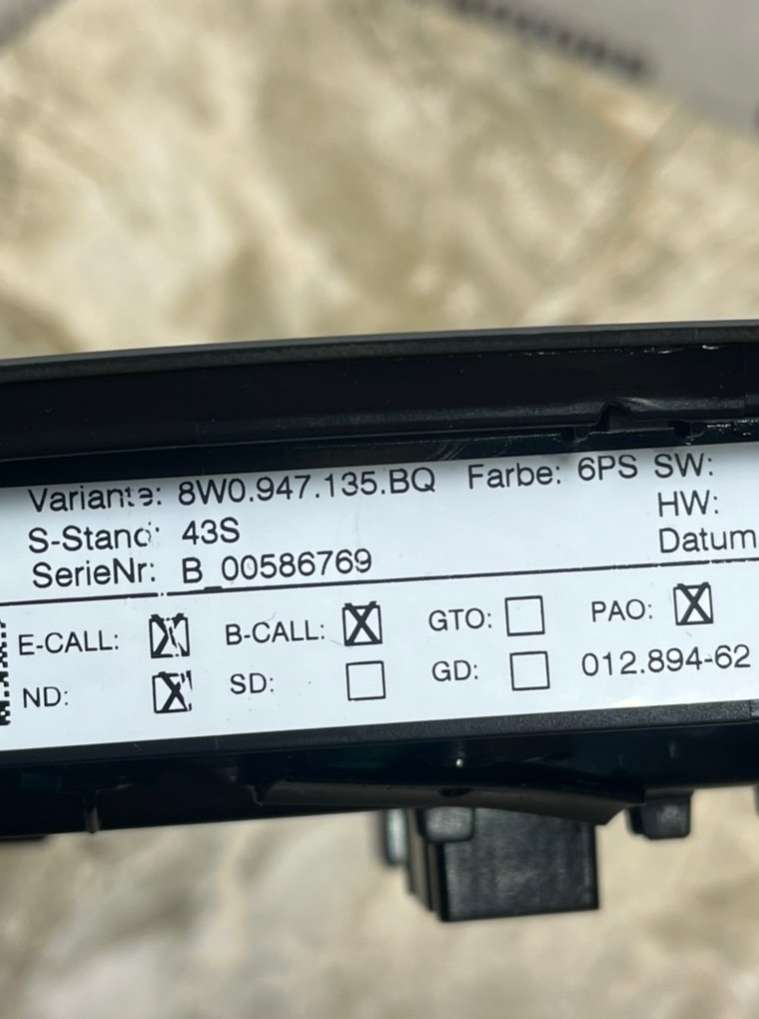 Variante: 8W0.947.135.BQ Farbe: 6PS SW:
HW:
S-Stand: 43S
Datum
SerieNr: B_00586769
E-CALL: ☒ B-CALL: ☒ GTO: ☐ PAO: ☒
ND: ☒ SD: ☐ GD: ☐ 012.894-62